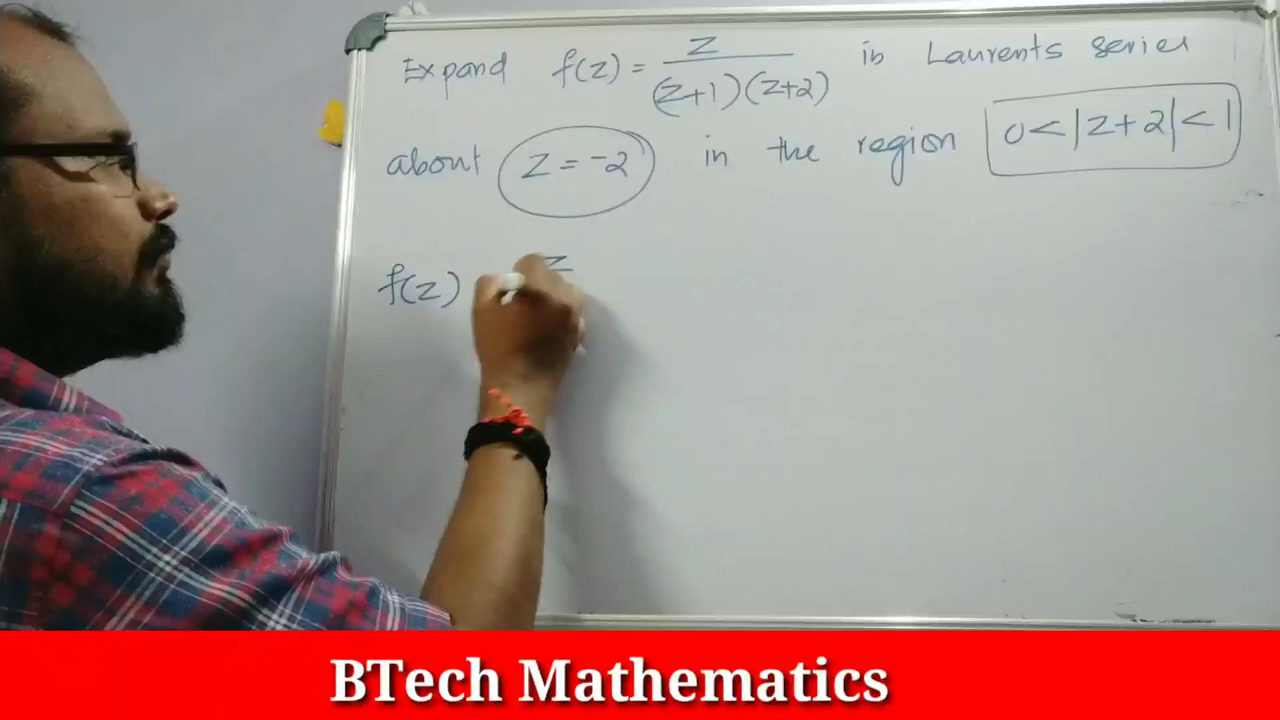 Expand f(z) = z/((z+1)(z+2)) in Laurents series
about z = -2 in the region 0<|z+2|<1
f(z) z
BTech Mathematics